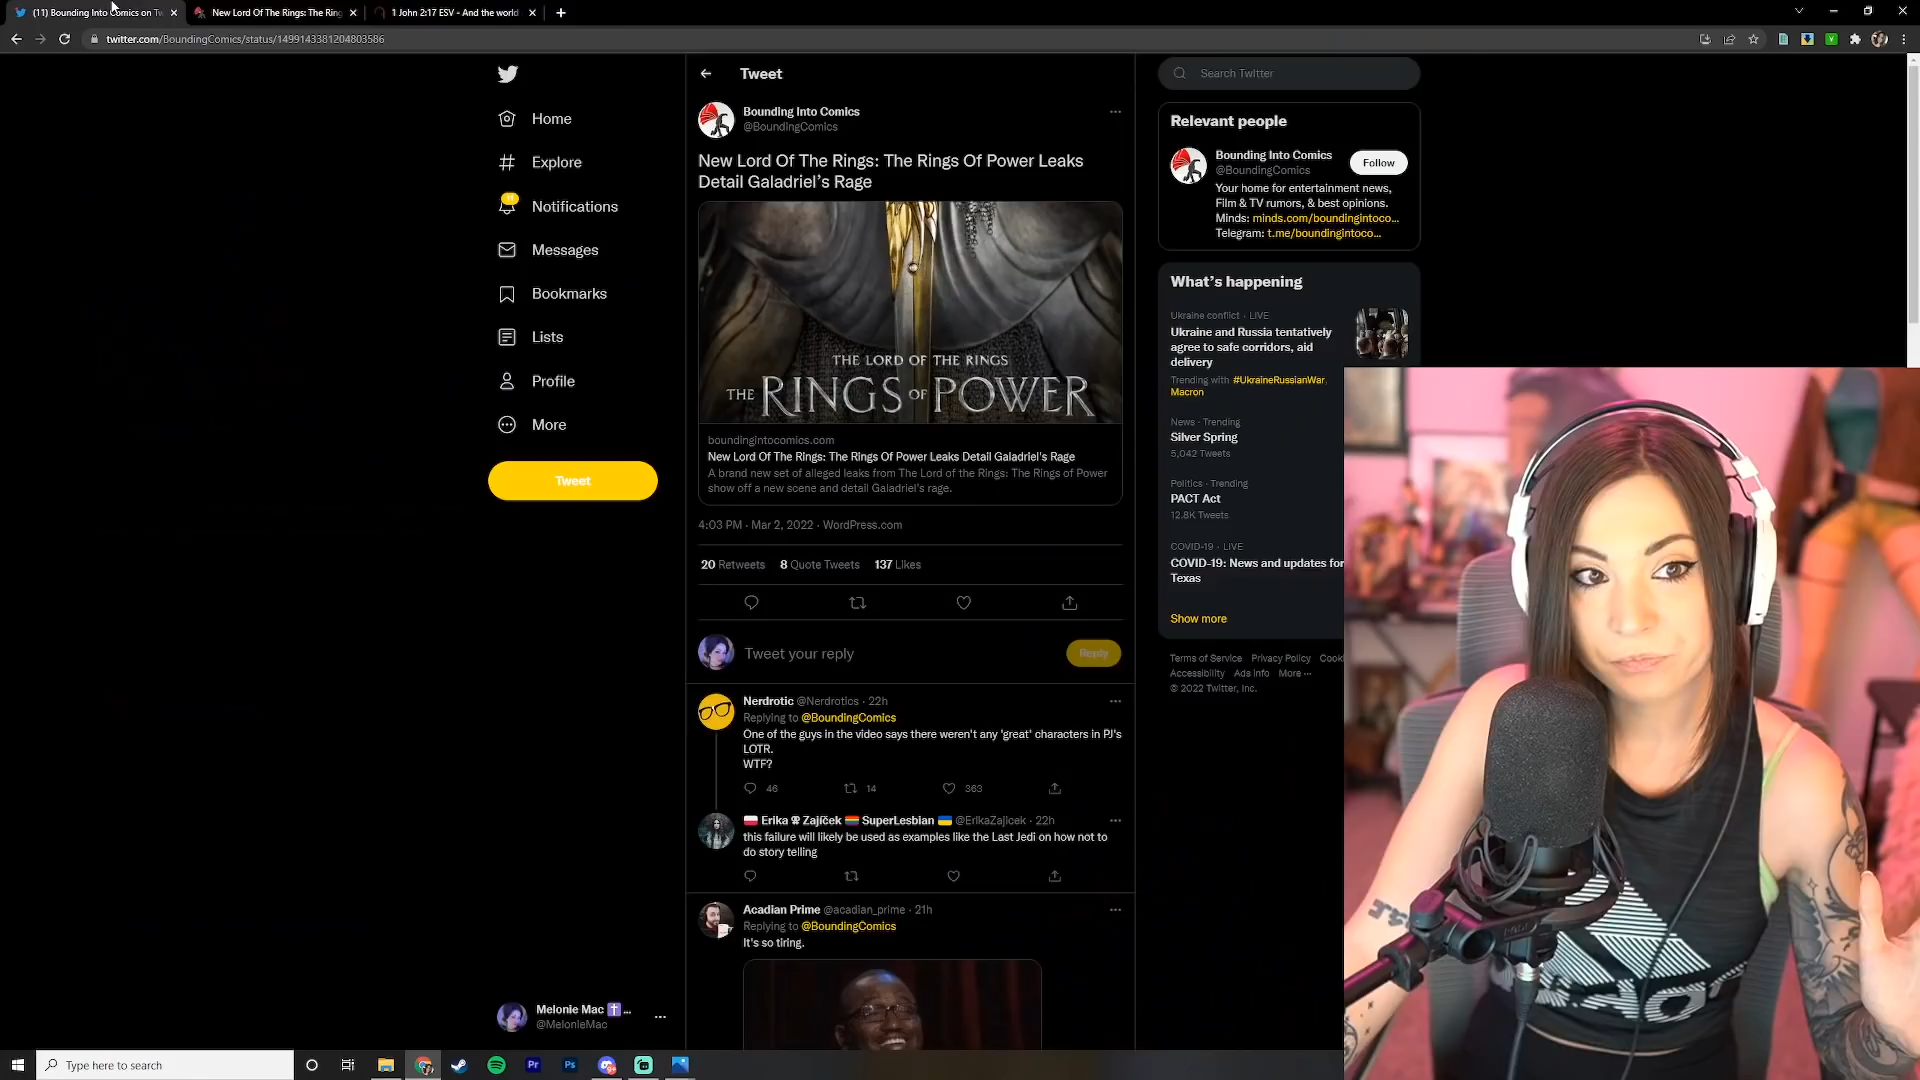 (11) Bounding Into Comics on Tw
New Lord Of The Rings: The Ring
1 John 2:17 ESV - And the world
twitter.com/BoundingComics/status/1499143381204803586
Home
Explore
11
Notifications
Messages
Bookmarks
Lists
Profile
More
Tweet
Melonie Mac ✝️ ...
@MelonieMac
Tweet
Bounding Into Comics
@BoundingComics
New Lord Of The Rings: The Rings Of Power Leaks
Detail Galadriel's Rage
THE LORD OF THE RINGS
THE RINGS OF POWER
boundingintocomics.com
New Lord Of The Rings: The Rings Of Power Leaks Detail Galadriel's Rage
A brand new set of alleged leaks from The Lord of the Rings: The Rings of Power
show off a new scene and detail Galadriel's rage.
4:03 PM · Mar 2, 2022 · WordPress.com
20 Retweets 8 Quote Tweets 137 Likes
Tweet your reply
Reply
Nerdrotic @Nerdrotics · 22h
Replying to @BoundingComics
One of the guys in the video says there weren't any 'great' characters in PJ's
LOTR.
WTF?
46 14 363
Erika Zajíček SuperLesbian @ErikaZajicek · 22h
this failure will likely be used as examples like the Last Jedi on how not to
do story telling
Acadian Prime @acadian_prime · 21h
Replying to @BoundingComics
It's so tiring.
Search Twitter
Relevant people
Bounding Into Comics
@BoundingComics
Follow
Your home for entertainment news,
Film & TV rumors, & best opinions.
Minds: minds.com/boundingintoco...
Telegram: t.me/boundingintoco...
What's happening
Ukraine conflict · LIVE
Ukraine and Russia tentatively
agree to safe corridors, aid
delivery
Trending with #UkraineRussianWar,
Macron
News · Trending
Silver Spring
5,042 Tweets
Politics · Trending
PACT Act
12.8K Tweets
COVID-19 · LIVE
COVID-19: News and updates for
Texas
Show more
Terms of Service Privacy Policy Cook
Accessibility Ads info More ...
© 2022 Twitter, Inc.
Type here to search
Pr
Ps